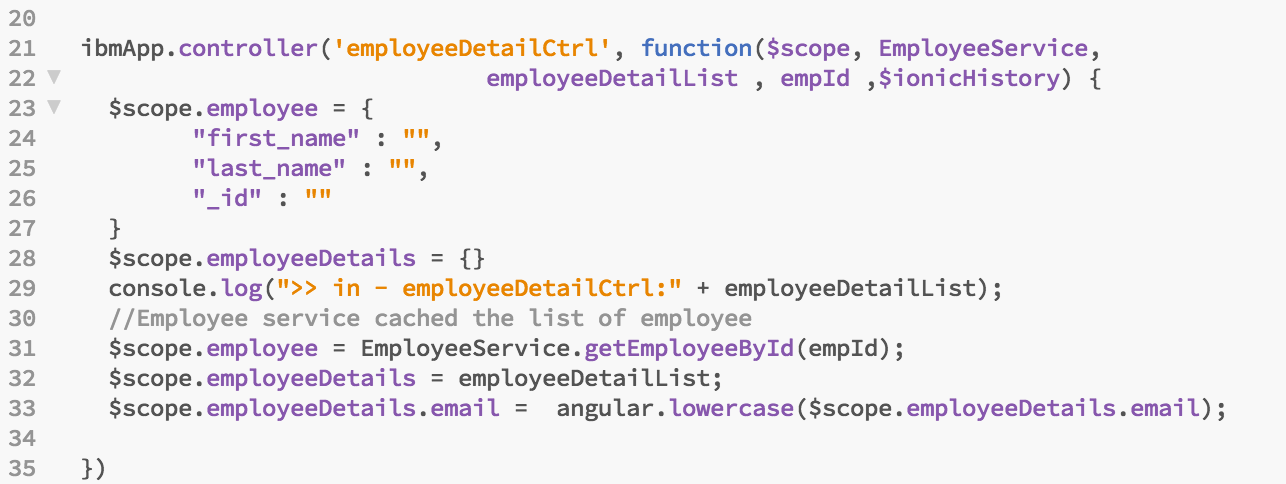 20
21 ibmApp.controller('employeeDetailCtrl', function($scope, EmployeeService,
22 employeeDetailList , empId ,$ionicHistory) {
23 $scope.employee = {
24 "first_name" : "",
25 "last_name" : "",
26 "_id" : ""
27 }
28 $scope.employeeDetails = {}
29 console.log(">> in - employeeDetailCtrl:" + employeeDetailList);
30 //Employee service cached the list of employee
31 $scope.employee = EmployeeService.getEmployeeById(empId);
32 $scope.employeeDetails = employeeDetailList;
33 $scope.employeeDetails.email =  angular.lowercase($scope.employeeDetails.email);
34
35 })